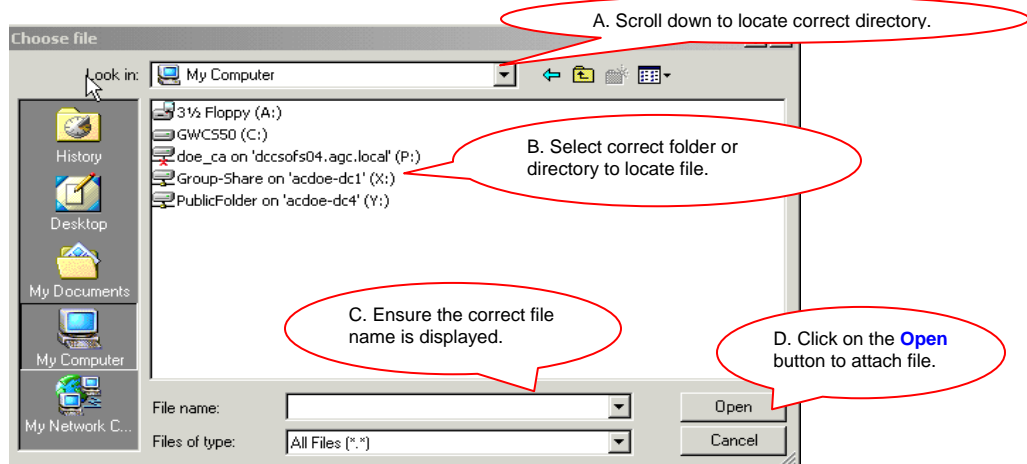 A. Scroll down to locate correct directory.
Choose file
Look in:
My Computer
3½ Floppy (A:)
GWCS50 (C:)
doe_ca on 'dccsofs04.agc.local' (P:)
Group-Share on 'acdoe-dc1' (X:)
PublicFolder on 'acdoe-dc4' (Y:)
B. Select correct folder or
directory to locate file.
History
Desktop
My Documents
My Computer
My Network C...
C. Ensure the correct file
name is displayed.
D. Click on the Open
button to attach file.
File name:
Open
Files of type:
All Files (*.*)
Cancel